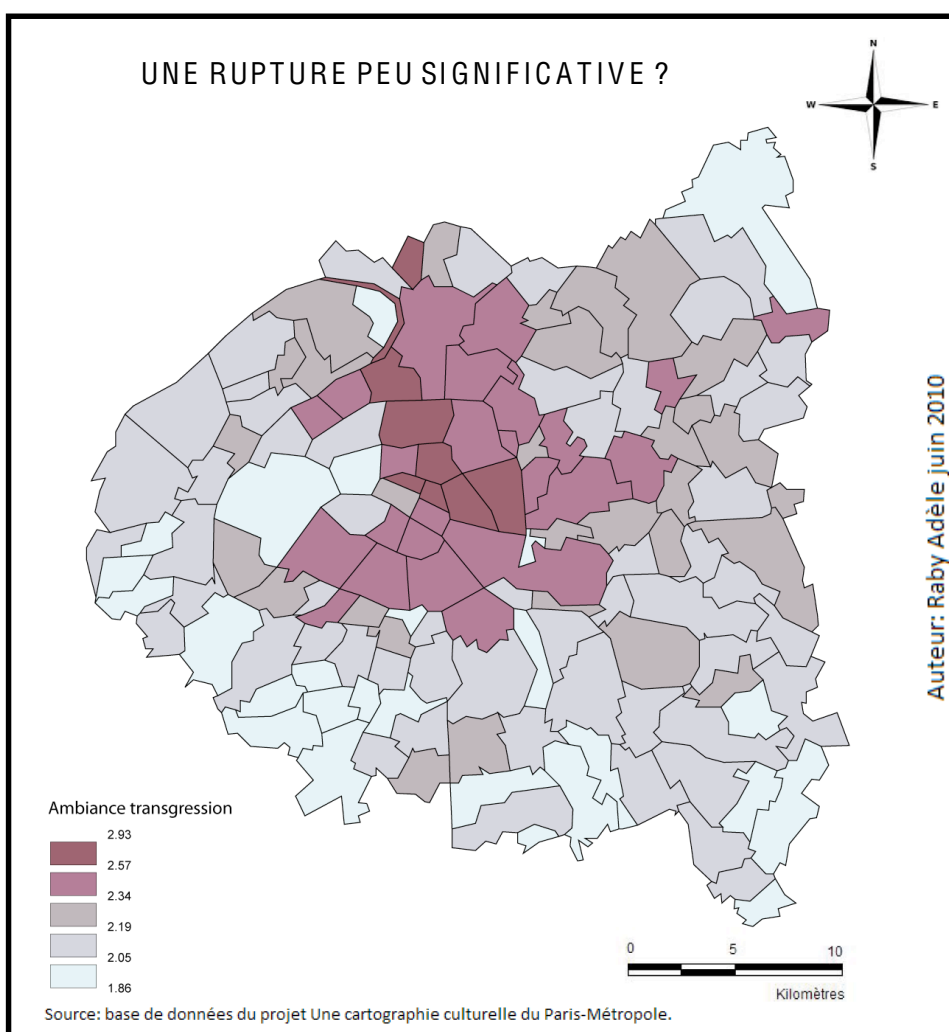 UNE RUPTURE PEU SIGNIFICATIVE ?
N
W
E
S
Auteur: Raby Adèle juin 2010
Ambiance transgression
2.93
2.57
2.34
2.19
2.05
1.86
0 5 10
Kilomètres
Source: base de données du projet Une cartographie culturelle du Paris-Métropole.